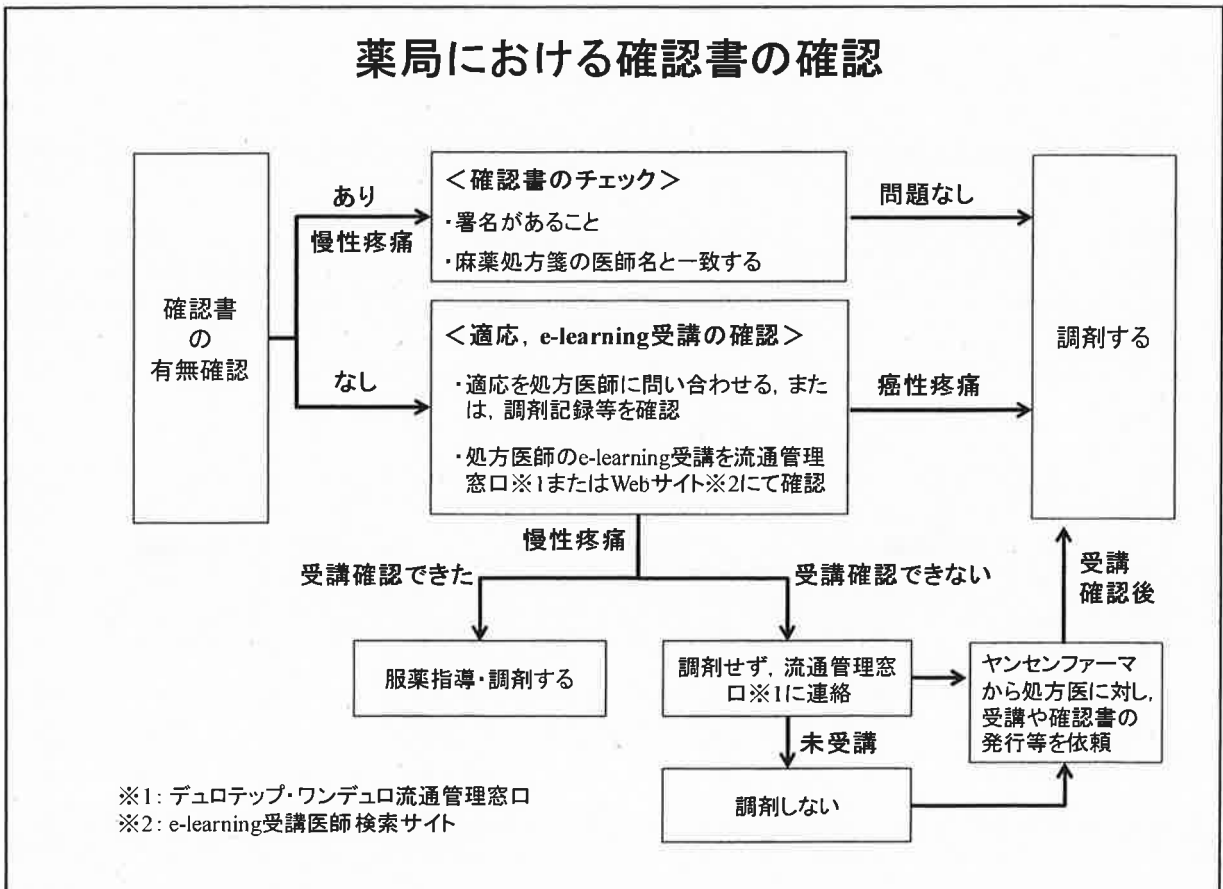 薬局における確認書の確認
確認書
の
有無確認
あり
慢性疼痛
<確認書のチェック>
・署名があること
・麻薬処方箋の医師名と一致する
問題なし
調剤する
なし
<適応, e-learning受講の確認>
・適応を処方医師に問い合わせる, また
は, 調剤記録等を確認
・処方医師のe-learning受講を流通管理
窓口※1またはWebサイト※2にて確認
癌性疼痛
慢性疼痛
受講確認できた
受講確認できない
服薬指導・調剤する
調剤せず, 流通管理窓
口※1に連絡
未受講
調剤しない
ヤンセンファーマ
から処方医に対し,
受講や確認書の
発行等を依頼
受講
確認後
※1: デュロテップ・ワンデュロ流通管理窓口
※2: e-learning受講医師検索サイト